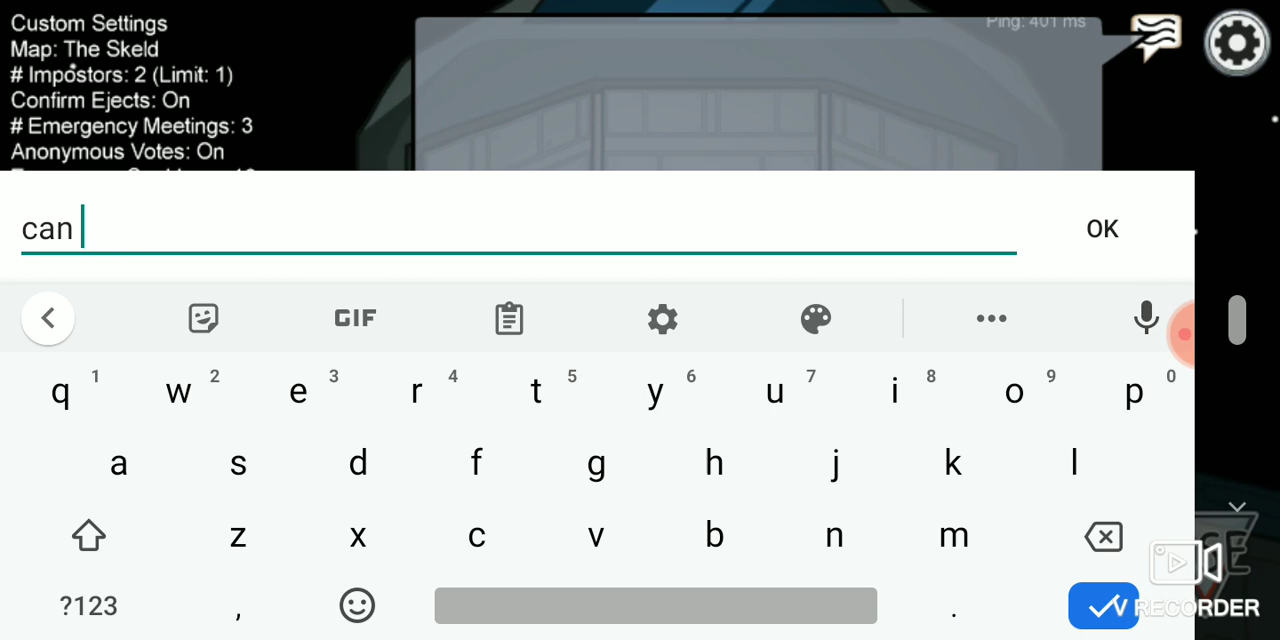 Custom Settings
Ping: 401 ms
Map: The Skeld
# Impostors: 2 (Limit: 1)
Confirm Ejects: On
# Emergency Meetings: 3
Anonymous Votes: On
can
OK
GIF
q 1 w 2 e 3 r 4 t 5 y 6 u 7 i 8 o 9 p 0
a s d f g h j k l
z x c v b n m
?123 , .
V RECORDER